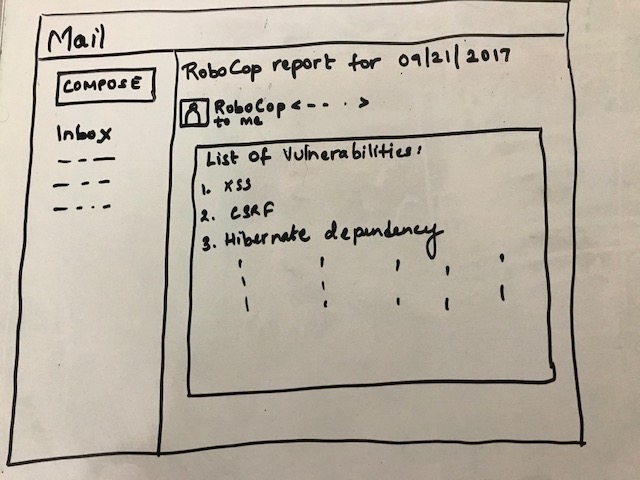 Mail
COMPOSE
Inbox
RoboCop report for 09/21/2017
RoboCop <--..>
to me
List of Vulnerabilities:
1. XSS
2. CSRF
3. Hibernate dependency